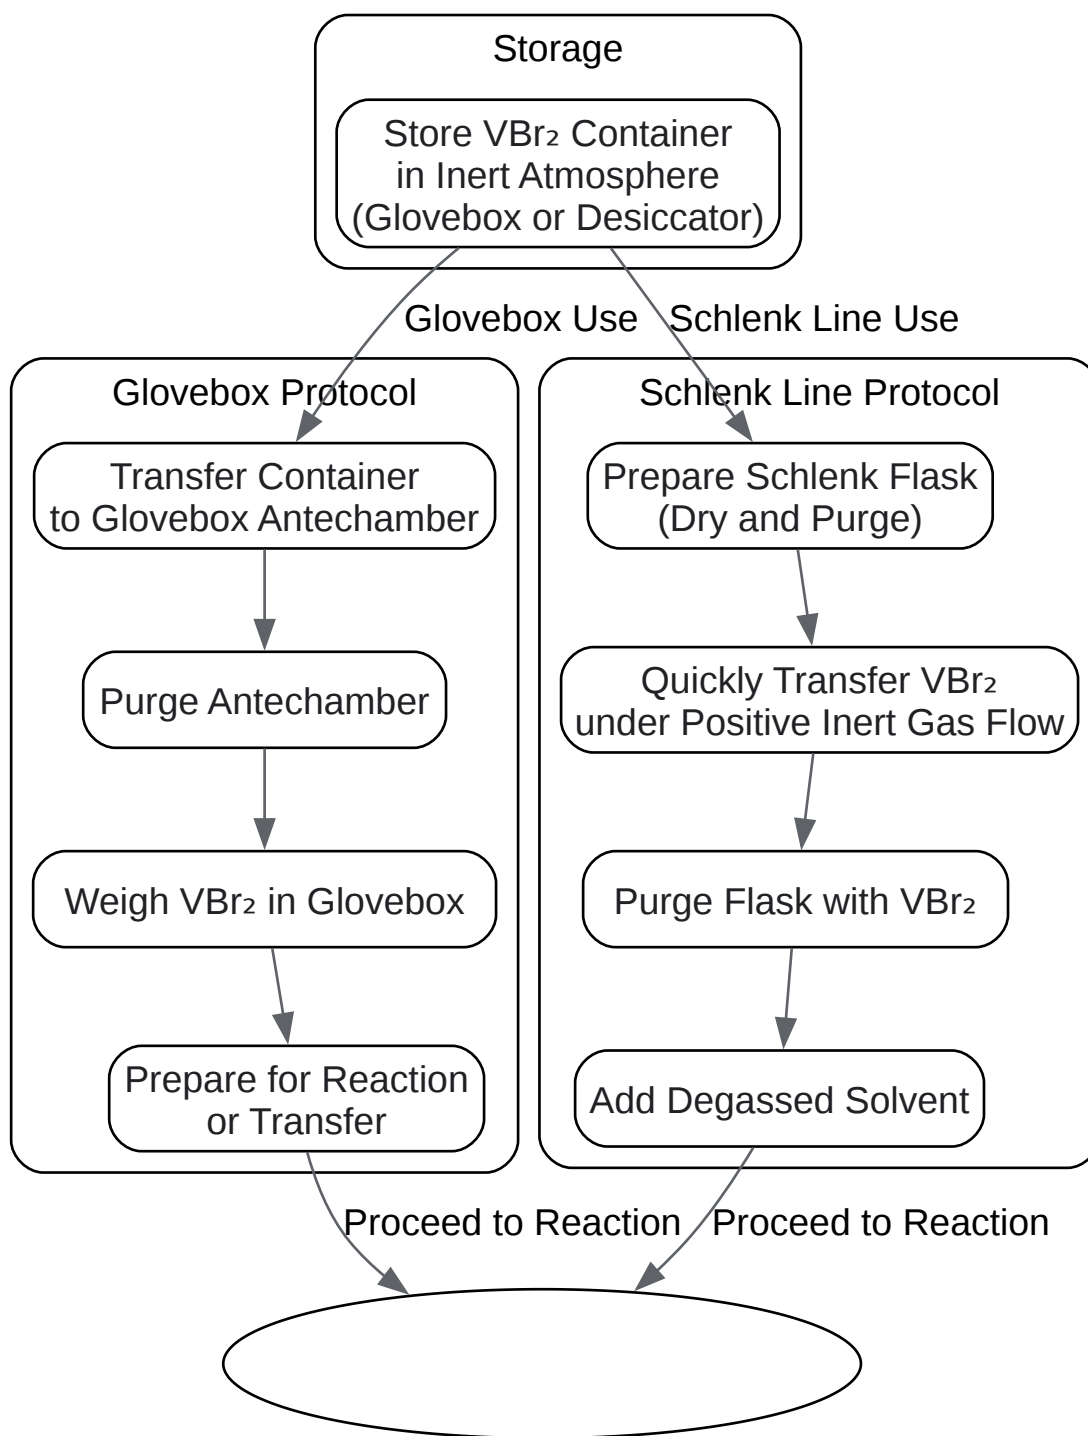 Storage
Store VBr₂ Container
in Inert Atmosphere
(Glovebox or Desiccator)
Glovebox Use
Schlenk Line Use
Glovebox Protocol
Transfer Container
to Glovebox Antechamber
Purge Antechamber
Weigh VBr₂ in Glovebox
Prepare for Reaction
or Transfer
Schlenk Line Protocol
Prepare Schlenk Flask
(Dry and Purge)
Quickly Transfer VBr₂
under Positive Inert Gas Flow
Purge Flask with VBr₂
Add Degassed Solvent
Proceed to Reaction
Proceed to Reaction